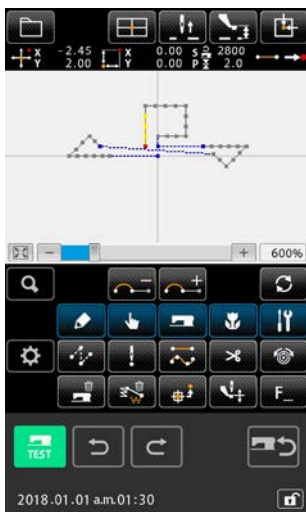 X -2.45 X 0.00 S 2800
Y 2.00 Y 0.00 P 2.0
600%
W
F_
TEST
2018.01.01 a.m.01:30